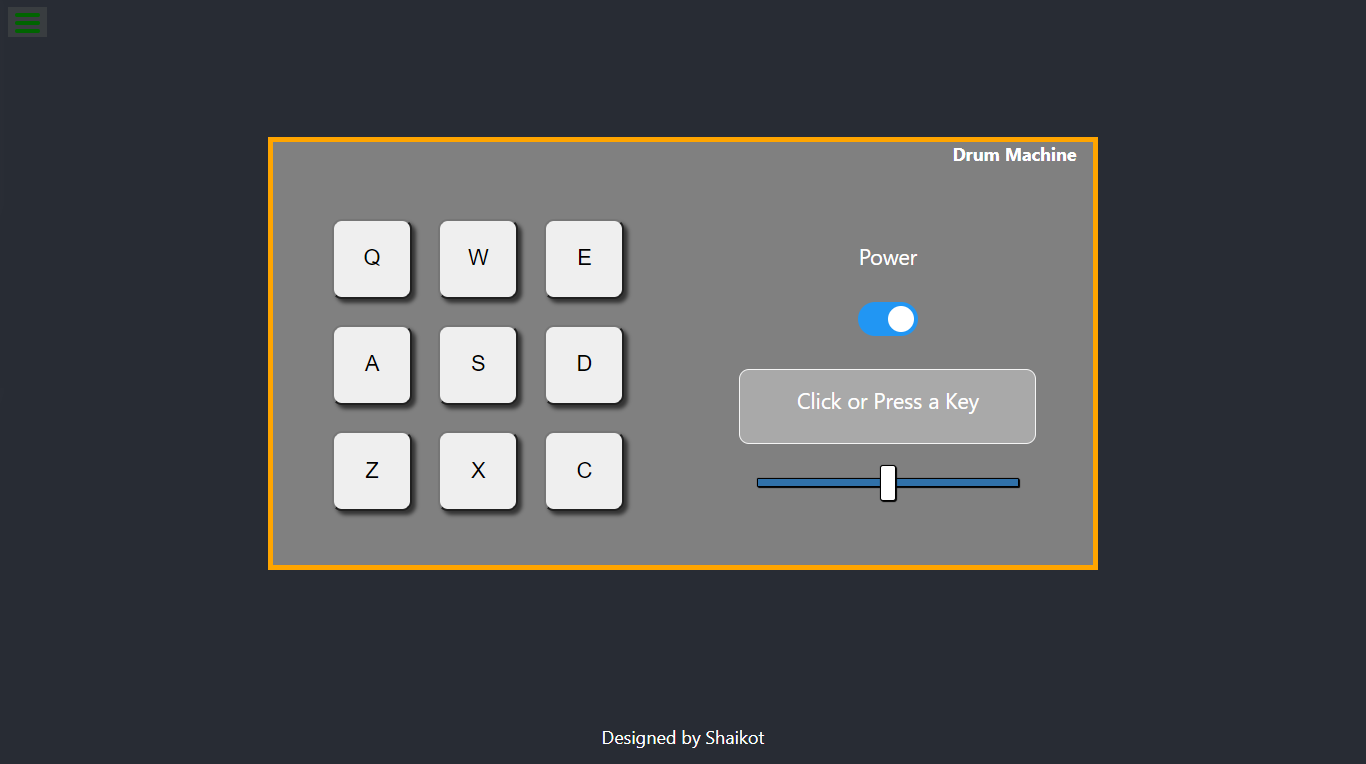 Drum Machine
Q W E
Power
A S D
Click or Press a Key
Z X C
Designed by Shaikot